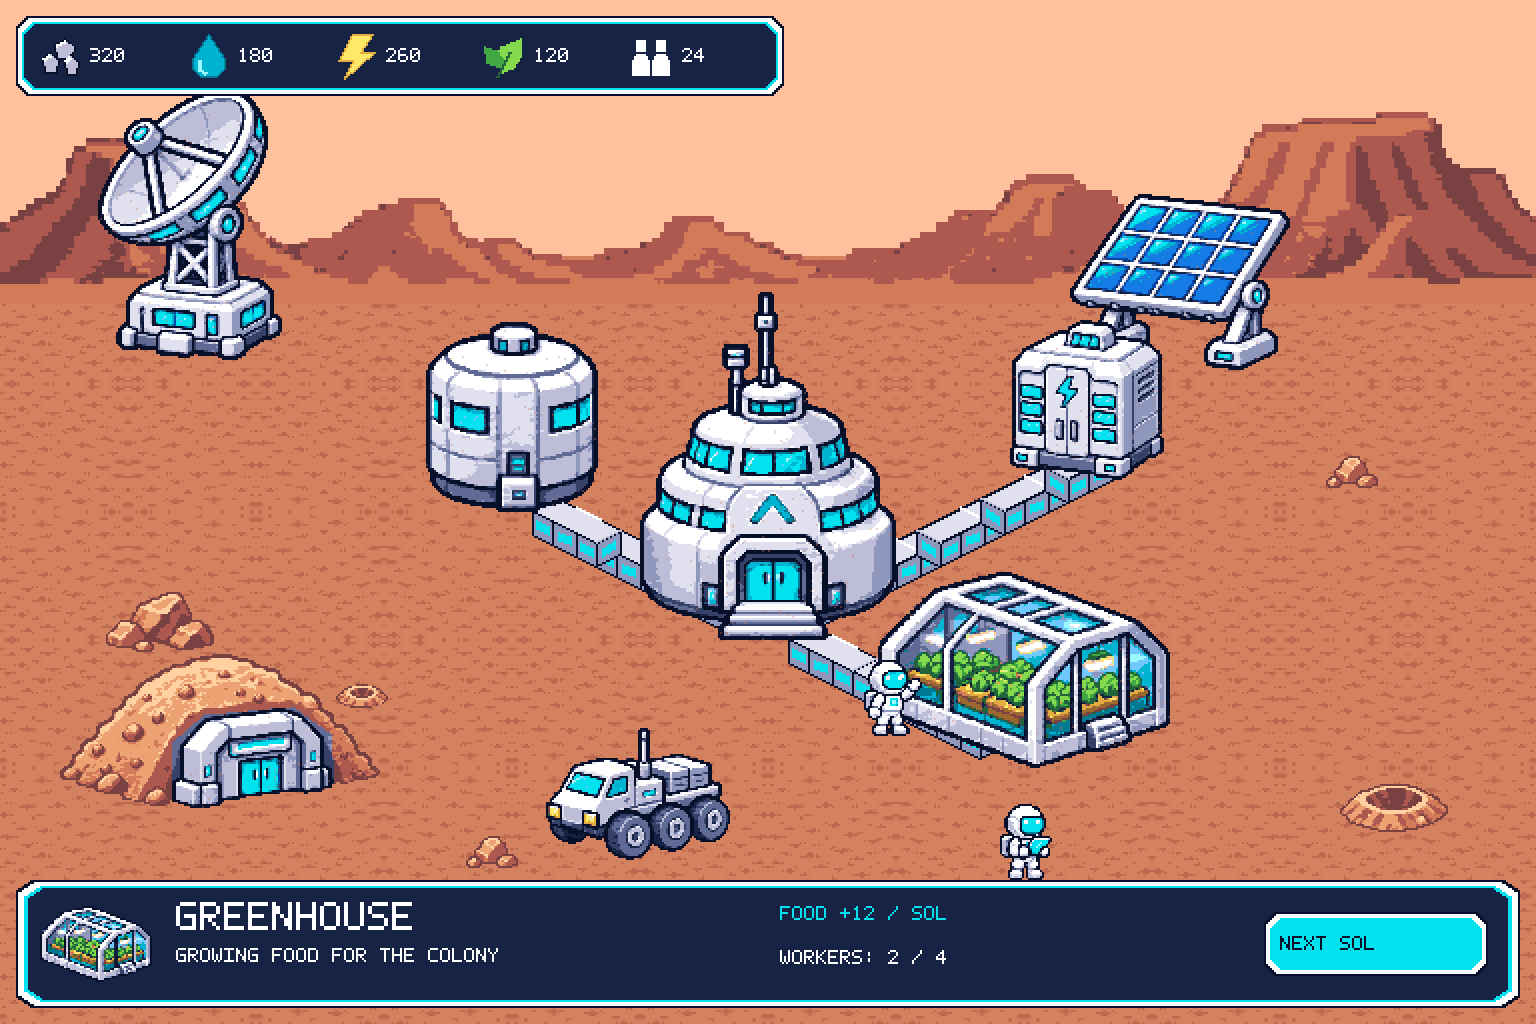 320 180 260 120 24
GREENHOUSE
GROWING FOOD FOR THE COLONY
FOOD +12 / SOL
WORKERS: 2 / 4
NEXT SOL